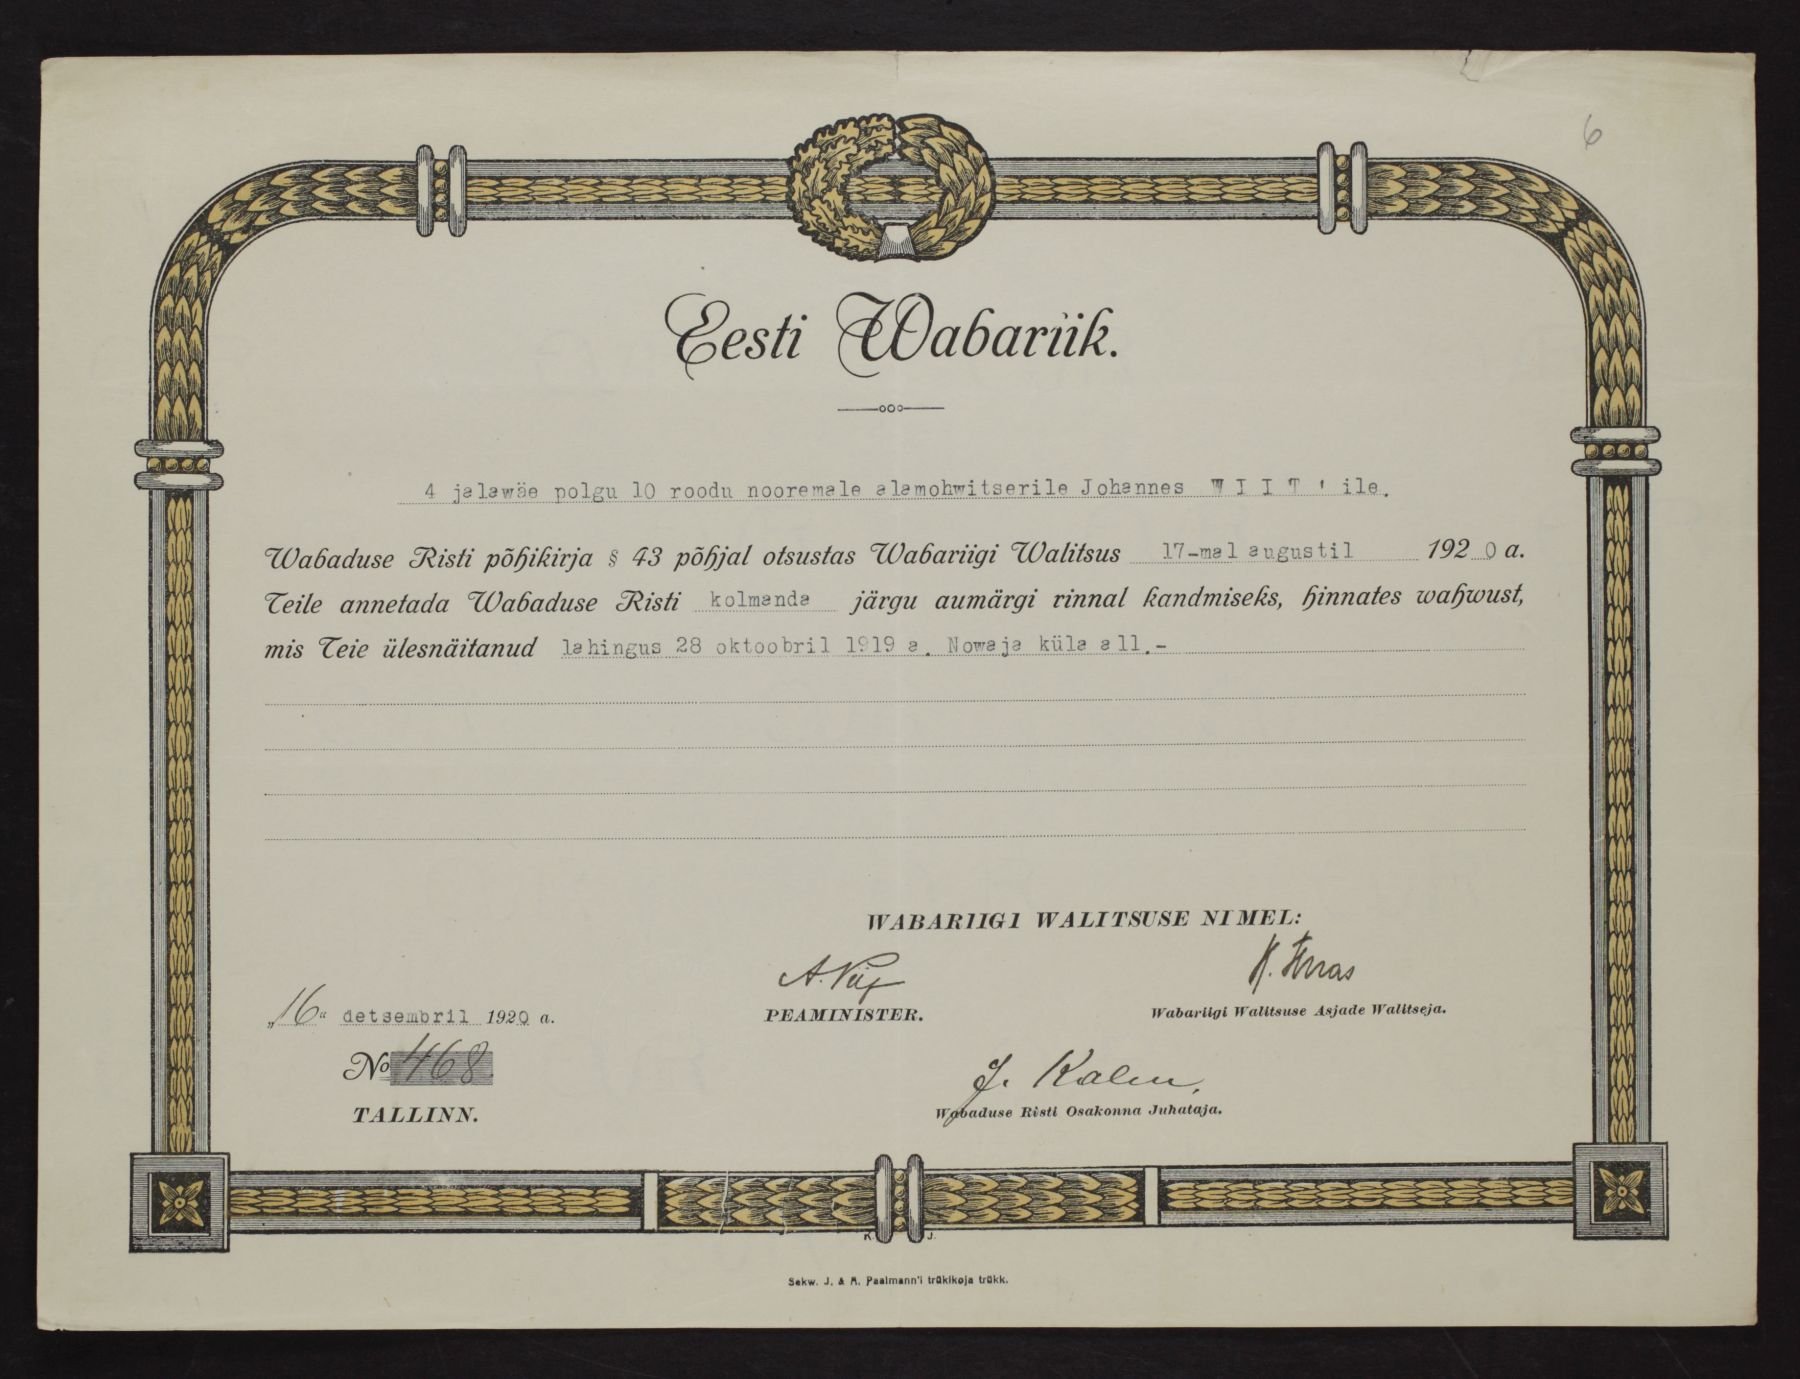 6
Eesti Wabariik.
4 jalawäe polgu 10 roodu nooremale alamohwitserile Johannes W I I T ' ile.
Wabaduse Risti põhikirja § 43 põhjal otsustas Wabariigi Walitsus 17-mal augustil 1920 a.
Teile annetada Wabaduse Risti kolmanda järgu aumärgi rinnal kandmiseks, hinnates wahwust,
mis Teie ülesnäitanud lahingus 28 oktoobril 1919 a. Nowaja küla all.-
WABARIIGI WALITSUSE NIMEL:
A. Piip K. Terras
„16" detsembril 1920 a. PEAMINISTER. Wabariigi Walitsuse Asjade Walitseja.
No 468
J. Kalm.
TALLINN. Wabaduse Risti Osakonna Juhataja.
K. J.
Sekw. J. & A. Paalmann'i trükikoja trükk.